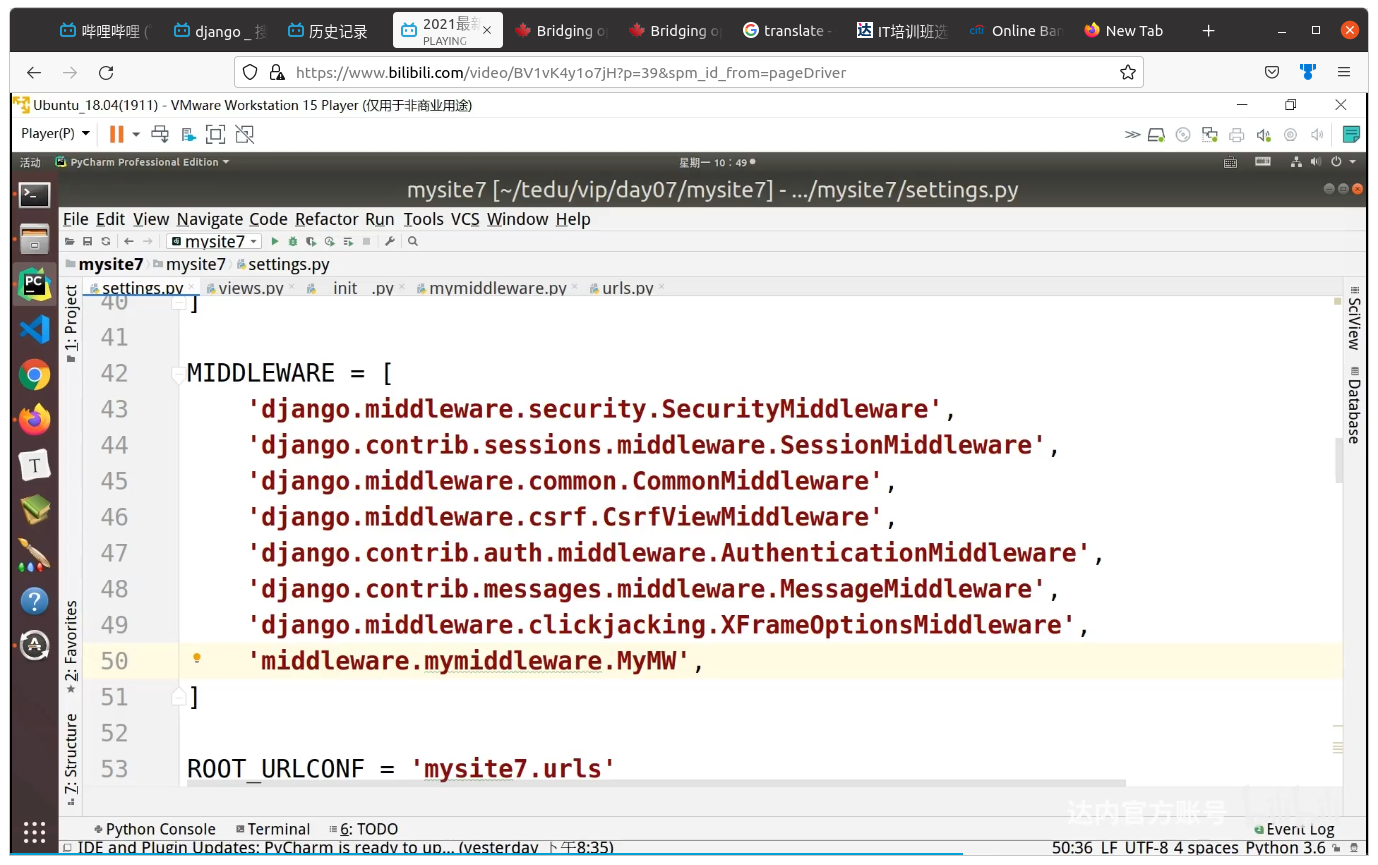 哔哩哔哩 (
django _ 搜
历史记录
2021最新
PLAYING
Bridging o
Bridging o
translate -
IT培训班选
Online Ban
New Tab
https://www.bilibili.com/video/BV1vK4y1o7jH?p=39&spm_id_from=pageDriver
Ubuntu_18.04(1911) - VMware Workstation 15 Player (仅用于非商业用途)
Player(P)
活动 PyCharm Professional Edition 星期一 10：49
mysite7 [~/tedu/vip/day07/mysite7] - .../mysite7/settings.py
File Edit View Navigate Code Refactor Run Tools VCS Window Help
mysite7
mysite7 mysite7 settings.py
settings.py views.py __init__.py mymiddleware.py urls.py
1: Project
SciView
Database
40 ]
41
42 MIDDLEWARE = [
43 'django.middleware.security.SecurityMiddleware',
44 'django.contrib.sessions.middleware.SessionMiddleware',
45 'django.middleware.common.CommonMiddleware',
46 'django.middleware.csrf.CsrfViewMiddleware',
47 'django.contrib.auth.middleware.AuthenticationMiddleware',
48 'django.contrib.messages.middleware.MessageMiddleware',
49 'django.middleware.clickjacking.XFrameOptionsMiddleware',
50 'middleware.mymiddleware.MyMW',
51 ]
52
53 ROOT_URLCONF = 'mysite7.urls'
2: Favorites
7: Structure
达内官方账号
Python Console Terminal 6: TODO Event Log
IDE and Plugin Updates: PyCharm is ready to up... (yesterday 下午8:35) 50:36 LF UTF-8 4 spaces Python 3.6